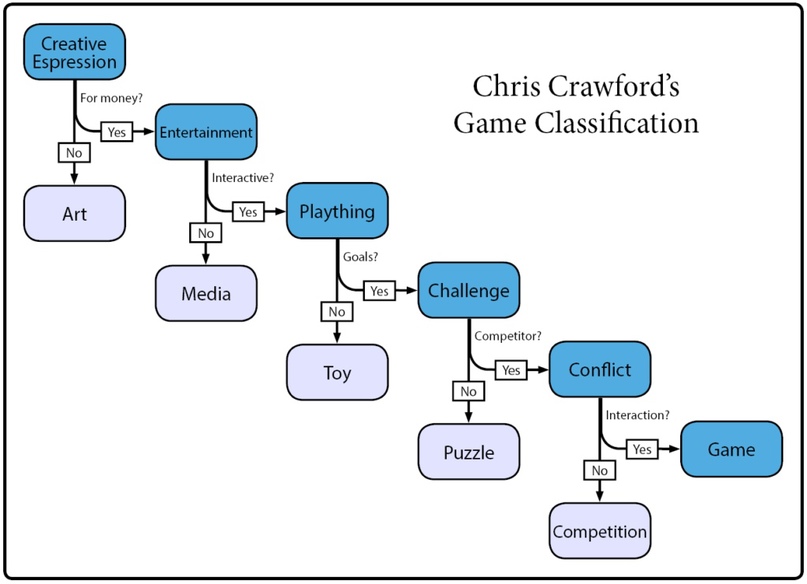 Creative
Espression
Chris Crawford's
Game Classification
For money?
Yes
Entertainment
No
Interactive?
Art
Yes
Plaything
No
Goals?
Media
Yes
Challenge
No
Competitor?
Toy
Yes
Conflict
No
Interaction?
Puzzle
Yes
Game
No
Competition